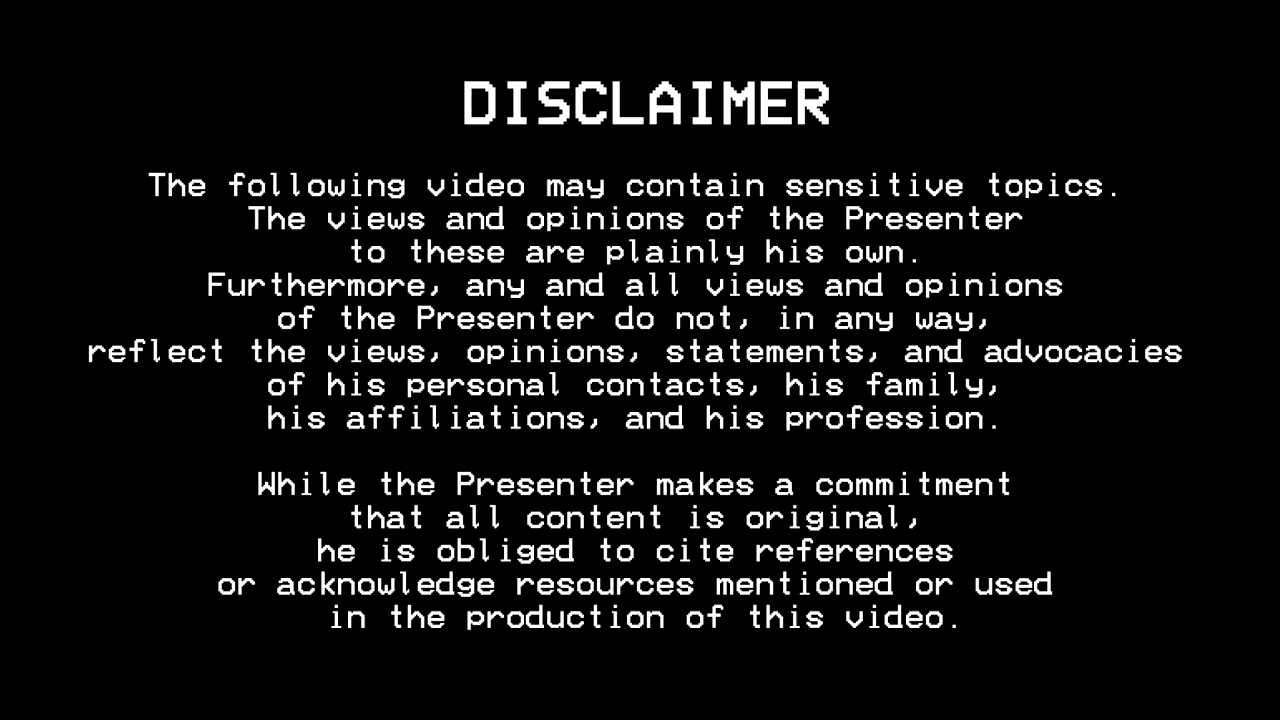 DISCLAIMER
The following video may contain sensitive topics.
The views and opinions of the Presenter
to these are plainly his own.
Furthermore, any and all views and opinions
of the Presenter do not, in any way,
reflect the views, opinions, statements, and advocacies
of his personal contacts, his family,
his affiliations, and his profession.
While the Presenter makes a commitment
that all content is original,
he is obliged to cite references
or acknowledge resources mentioned or used
in the production of this video.